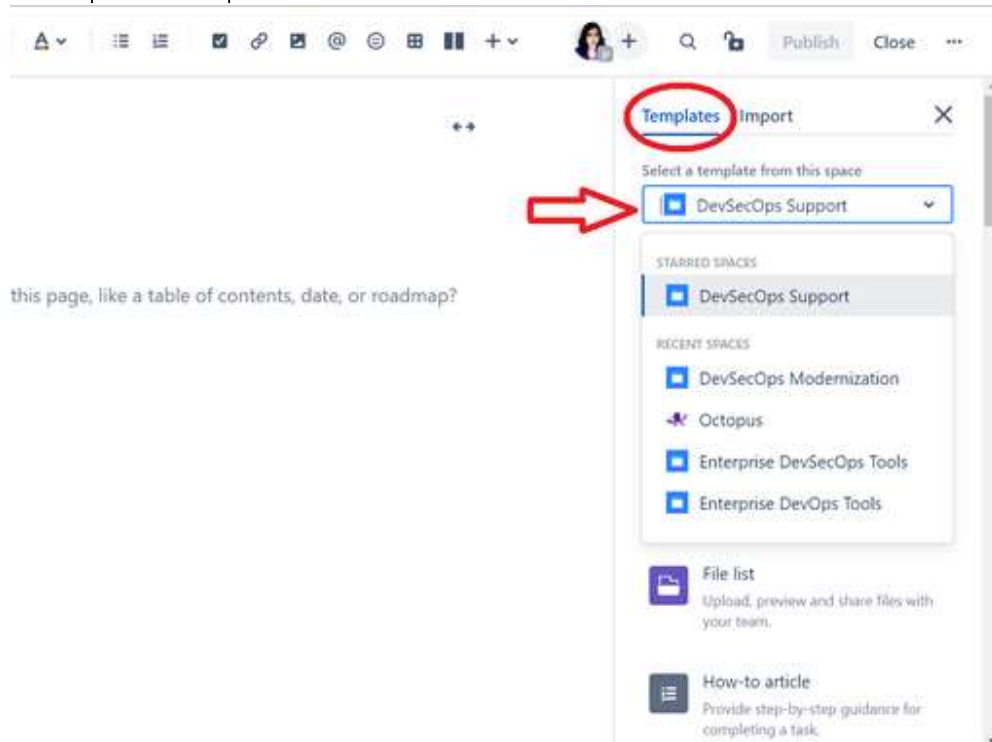 Publish Close
Templates Import
Select a template from this space
DevSecOps Support
STARRED SPACES
DevSecOps Support
this page, like a table of contents, date, or roadmap?
RECENT SPACES
DevSecOps Modernization
Octopus
Enterprise DevSecOps Tools
Enterprise DevOps Tools
File list
Upload, preview and share files with
your team.
How-to article
Provide step-by-step guidance for
completing a task.